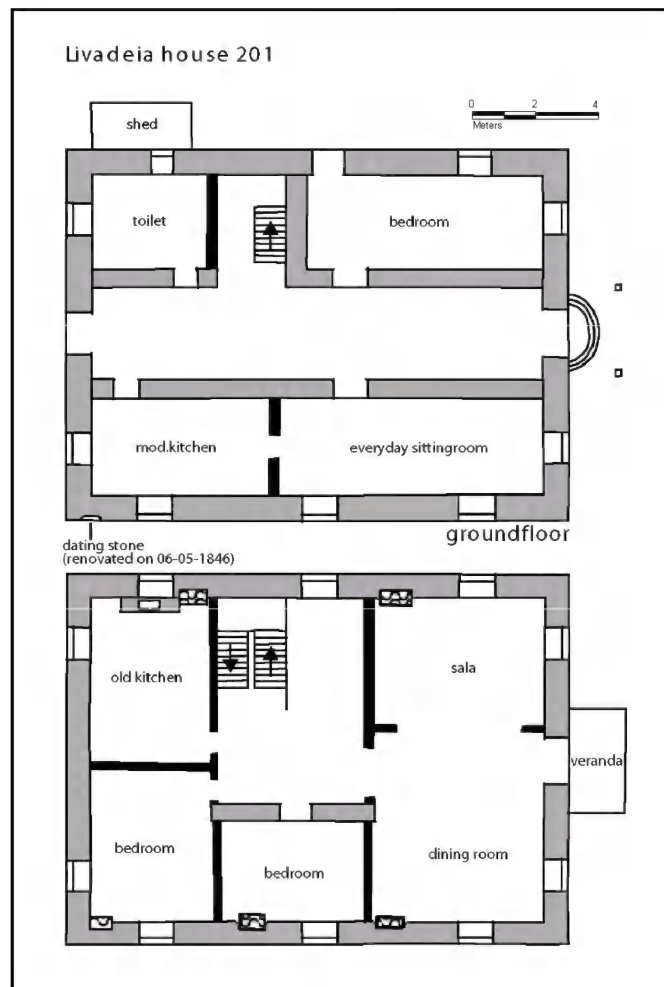 Livadeia house 201
0 2 4
Meters
shed
toilet
bedroom
mod.kitchen
everyday sittingroom
groundfloor
dating stone
(renovated on 06-05-1846)
old kitchen
sala
veranda
bedroom
bedroom
dining room